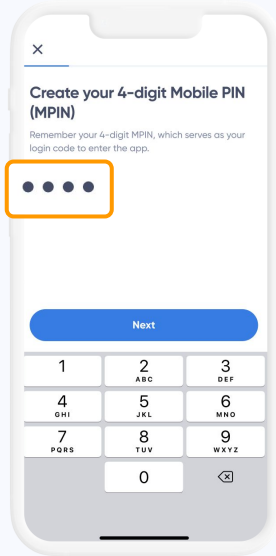 Create your 4-digit Mobile PIN
(MPIN)
Remember your 4-digit MPIN, which serves as your
login code to enter the app.
Next
1 2 3
ABC DEF
4 5 6
GHI JKL MNO
7 8 9
PQRS TUV WXYZ
0